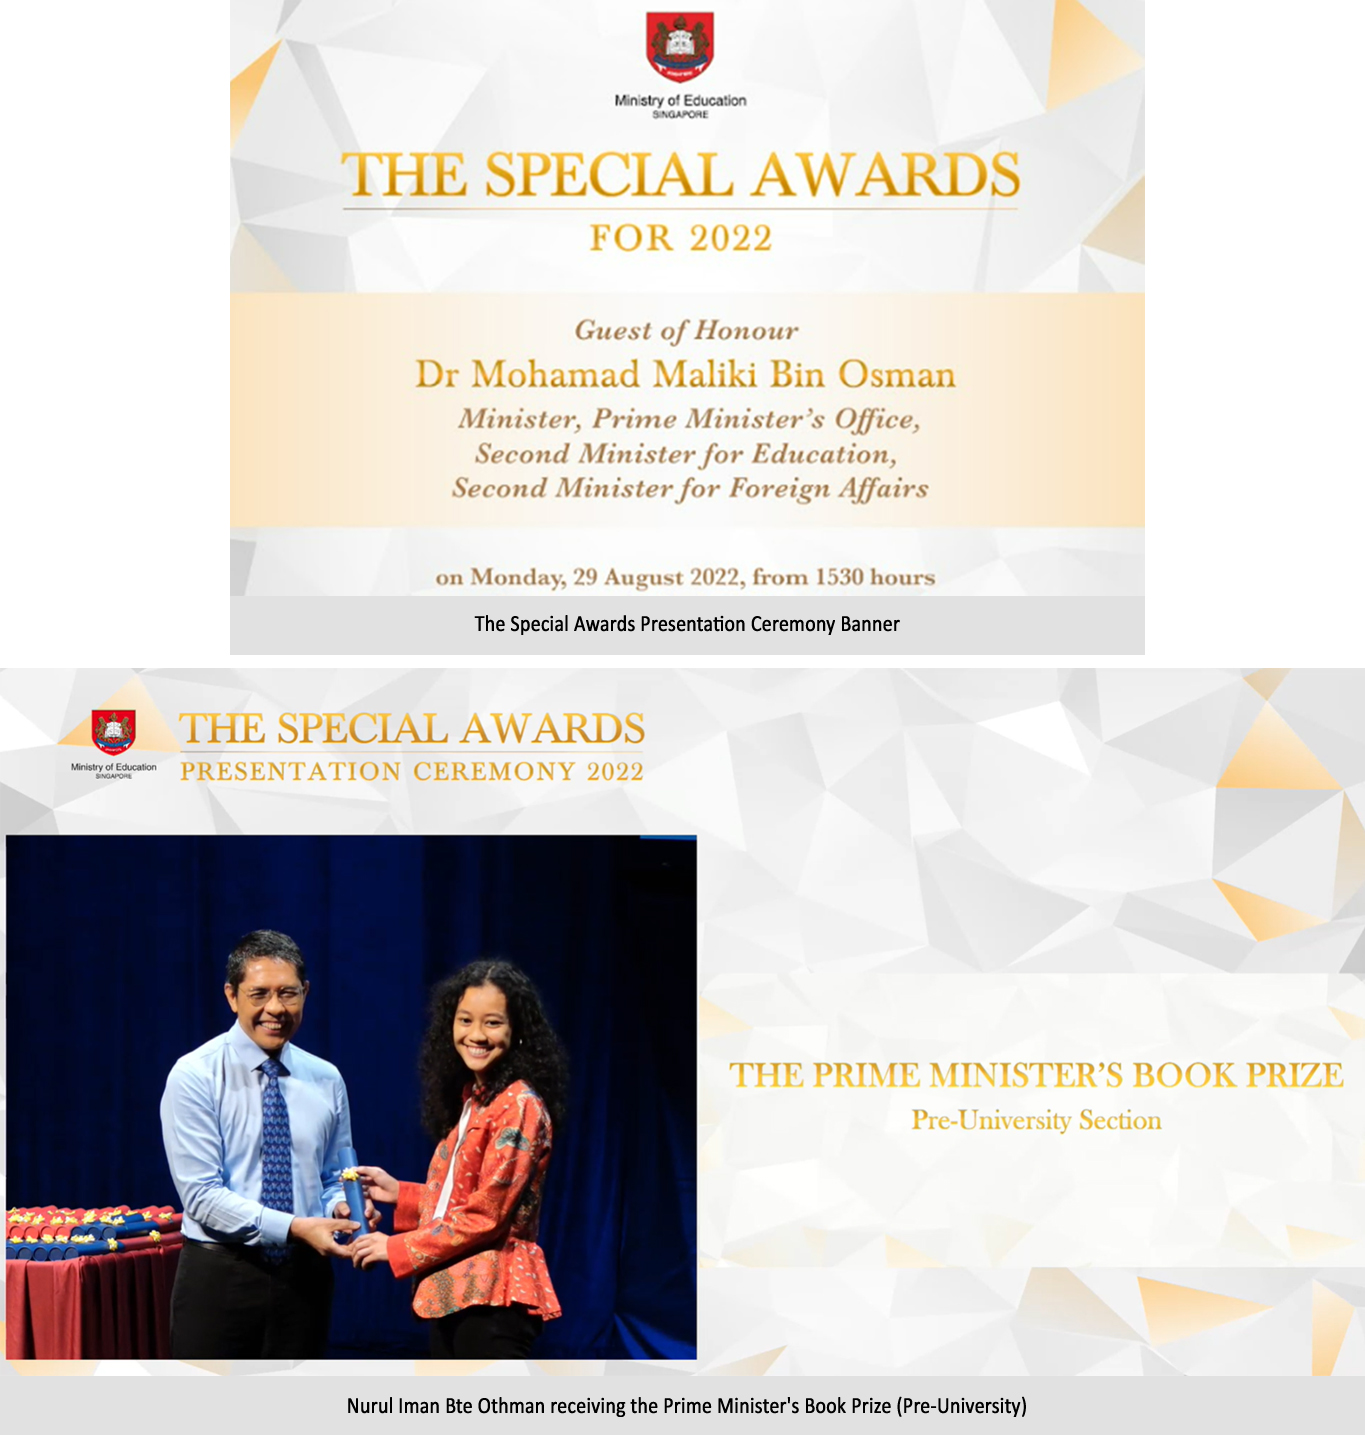 Ministry of Education
SINGAPORE
THE SPECIAL AWARDS
FOR 2022
Guest of Honour
Dr Mohamad Maliki Bin Osman
Minister, Prime Minister's Office,
Second Minister for Education,
Second Minister for Foreign Affairs
on Monday, 29 August 2022, from 1530 hours
The Special Awards Presentation Ceremony Banner
Ministry of Education
SINGAPORE
THE SPECIAL AWARDS
PRESENTATION CEREMONY 2022
THE PRIME MINISTER'S BOOK PRIZE
Pre-University Section
Nurul Iman Bte Othman receiving the Prime Minister's Book Prize (Pre-University)